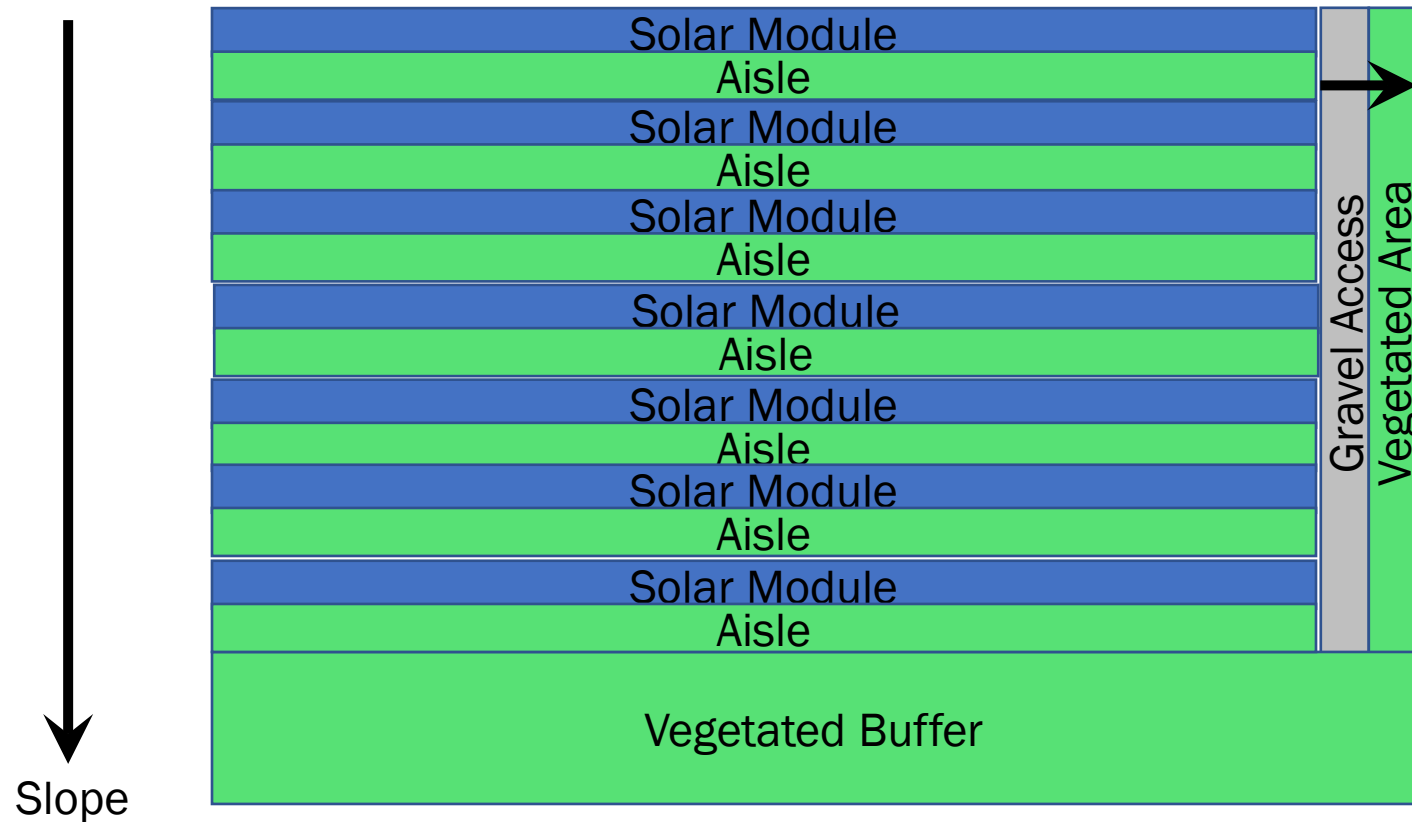 Solar Module
Aisle
Solar Module
Aisle
Solar Module
Aisle
Solar Module
Aisle
Solar Module
Aisle
Solar Module
Aisle
Solar Module
Aisle
Gravel Access
Vegetated Area
Vegetated Buffer
Slope